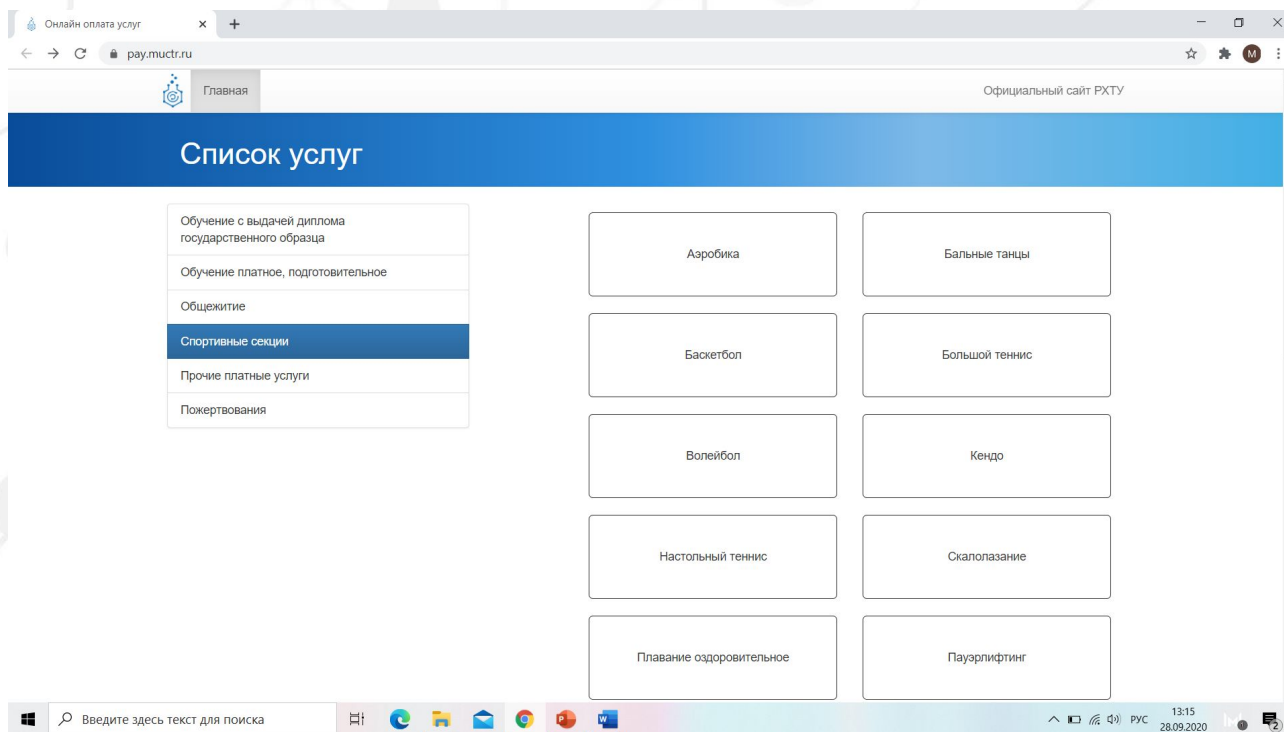 Онлайн оплата услуг
pay.muctr.ru
M
Главная
Официальный сайт РХТУ
Список услуг
Обучение с выдачей диплома
государственного образца
Обучение платное, подготовительное
Общежитие
Спортивные секции
Прочие платные услуги
Пожертвования
Аэробика
Бальные танцы
Баскетбол
Большой теннис
Волейбол
Кендо
Настольный теннис
Скалолазание
Плавание оздоровительное
Пауэрлифтинг
Введите здесь текст для поиска
РУС
13:15
28.09.2020
2